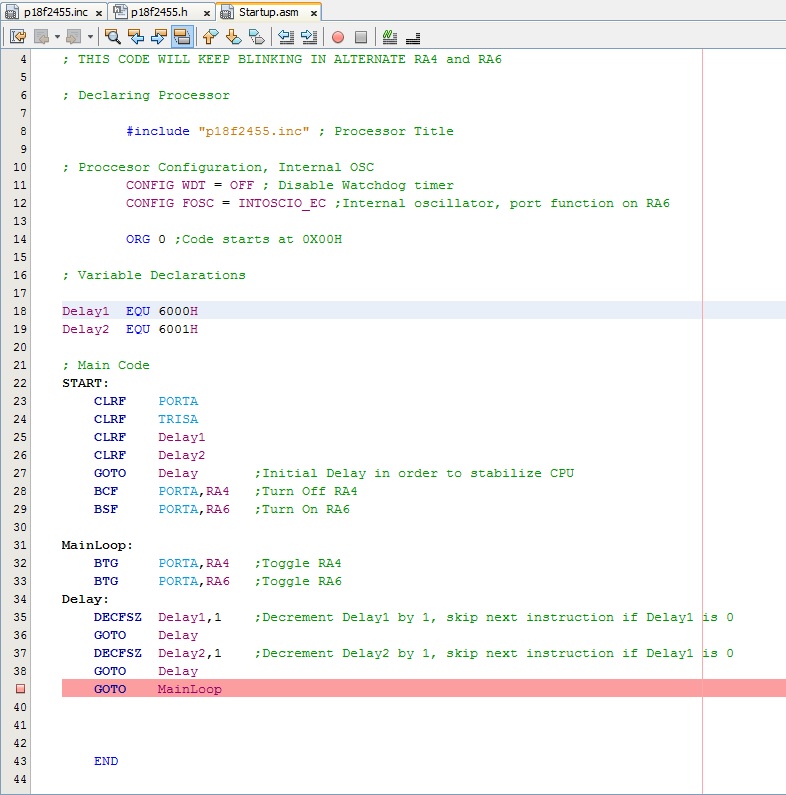 p18f2455.inc × p18f2455.h × Startup.asm ×
4 ; THIS CODE WILL KEEP BLINKING IN ALTERNATE RA4 and RA6
5
6 ; Declaring Processor
7
8 #include "p18f2455.inc" ; Processor Title
9
10 ; Proccesor Configuration, Internal OSC
11 CONFIG WDT = OFF ; Disable Watchdog timer
12 CONFIG FOSC = INTOSCIO_EC ;Internal oscillator, port function on RA6
13
14 ORG 0 ;Code starts at 0X00H
15
16 ; Variable Declarations
17
18 Delay1 EQU 6000H
19 Delay2 EQU 6001H
20
21 ; Main Code
22 START:
23 CLRF PORTA
24 CLRF TRISA
25 CLRF Delay1
26 CLRF Delay2
27 GOTO Delay ;Initial Delay in order to stabilize CPU
28 BCF PORTA,RA4 ;Turn Off RA4
29 BSF PORTA,RA6 ;Turn On RA6
30
31 MainLoop:
32 BTG PORTA,RA4 ;Toggle RA4
33 BTG PORTA,RA6 ;Toggle RA6
34 Delay:
35 DECFSZ Delay1,1 ;Decrement Delay1 by 1, skip next instruction if Delay1 is 0
36 GOTO Delay
37 DECFSZ Delay2,1 ;Decrement Delay2 by 1, skip next instruction if Delay1 is 0
38 GOTO Delay
GOTO MainLoop
40
41
42
43 END
44